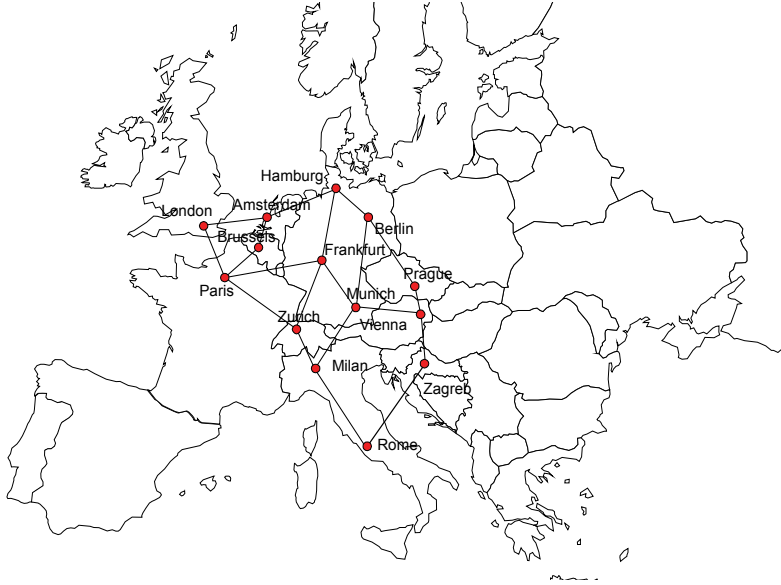 Hamburg
Amsterdam
London
Berlin
Brussels
Frankfurt
Prague
Paris
Munich
Zurich
Vienna
Milan
Zagreb
Rome